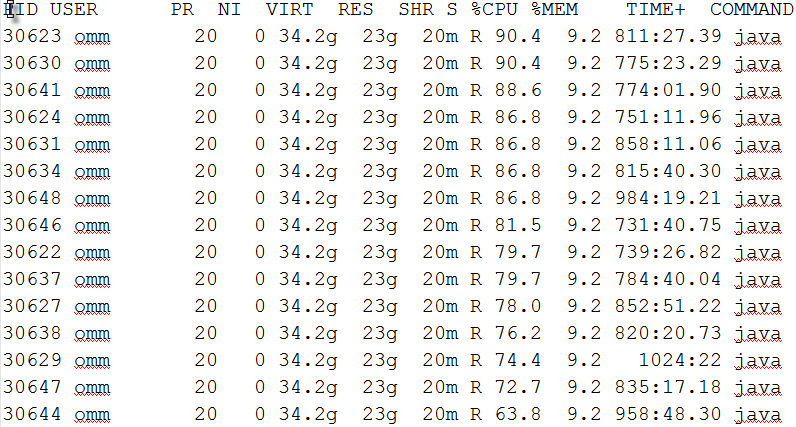 PID USER PR NI VIRT RES SHR S %CPU %MEM TIME+ COMMAND
30623 omm 20 0 34.2g 23g 20m R 90.4 9.2 811:27.39 java
30630 omm 20 0 34.2g 23g 20m R 90.4 9.2 775:23.29 java
30641 omm 20 0 34.2g 23g 20m R 88.6 9.2 774:01.90 java
30624 omm 20 0 34.2g 23g 20m R 86.8 9.2 751:11.96 java
30631 omm 20 0 34.2g 23g 20m R 86.8 9.2 858:11.06 java
30634 omm 20 0 34.2g 23g 20m R 86.8 9.2 815:40.30 java
30648 omm 20 0 34.2g 23g 20m R 86.8 9.2 984:19.21 java
30646 omm 20 0 34.2g 23g 20m R 81.5 9.2 731:40.75 java
30622 omm 20 0 34.2g 23g 20m R 79.7 9.2 739:26.82 java
30637 omm 20 0 34.2g 23g 20m R 79.7 9.2 784:40.04 java
30627 omm 20 0 34.2g 23g 20m R 78.0 9.2 852:51.22 java
30638 omm 20 0 34.2g 23g 20m R 76.2 9.2 820:20.73 java
30629 omm 20 0 34.2g 23g 20m R 74.4 9.2 1024:22 java
30647 omm 20 0 34.2g 23g 20m R 72.7 9.2 835:17.18 java
30644 omm 20 0 34.2g 23g 20m R 63.8 9.2 958:48.30 java